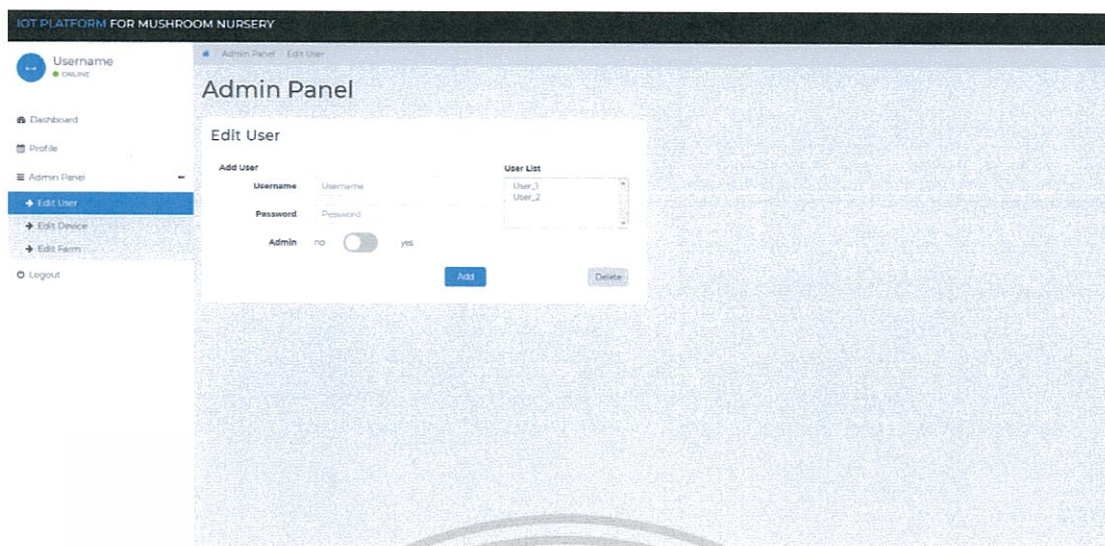 IOT PLATFORM FOR MUSHROOM NURSERY
Username
ONLINE
Admin Panel / Edit User
Admin Panel
Dashboard
Profile
Admin Panel
Edit User
Edit Device
Edit Farm
Logout
Edit User
Add User
Username Username
Password Password
Admin no yes
Add
User List
User_1
User_2
Delete